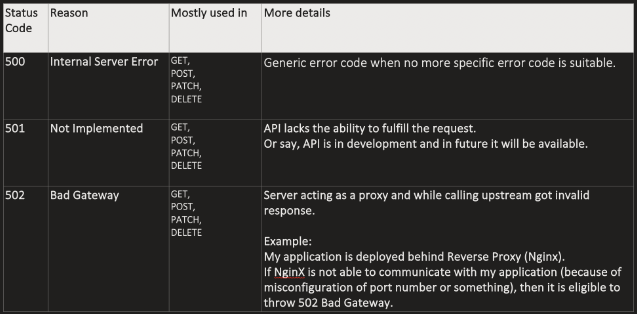 Status Code Reason Mostly used in More details
500 Internal Server Error GET, POST, PATCH, DELETE Generic error code when no more specific error code is suitable.
501 Not Implemented GET, POST, PATCH, DELETE API lacks the ability to fulfill the request.
Or say, API is in development and in future it will be available.
502 Bad Gateway GET, POST, PATCH, DELETE Server acting as a proxy and while calling upstream got invalid
response.
Example:
My application is deployed behind Reverse Proxy (Nginx).
If NginX is not able to communicate with my application (because of
misconfiguration of port number or something), then it is eligible to
throw 502 Bad Gateway.